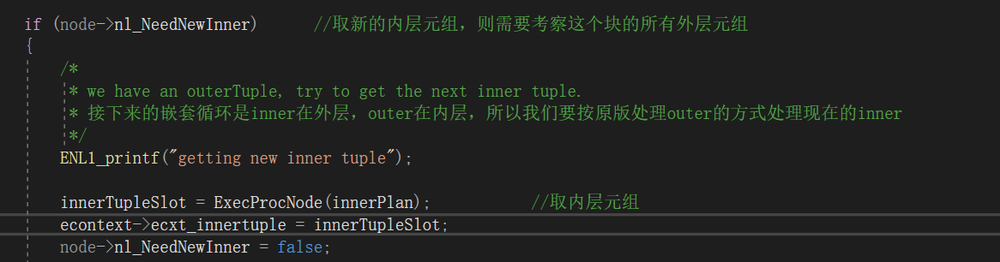 if (node->nl_NeedNewInner) //取新的内层元组，则需要考察这个块的所有外层元组
{
/*
* we have an outerTuple, try to get the next inner tuple.
* 接下来的嵌套循环是inner在外层，outer在内层，所以我们要按原版处理outer的方式处理现在的inner
*/
ENL1_printf("getting new inner tuple");
innerTupleSlot = ExecProcNode(innerPlan); //取内层元组
econtext->ecxt_innertuple = innerTupleSlot;
node->nl_NeedNewInner = false;